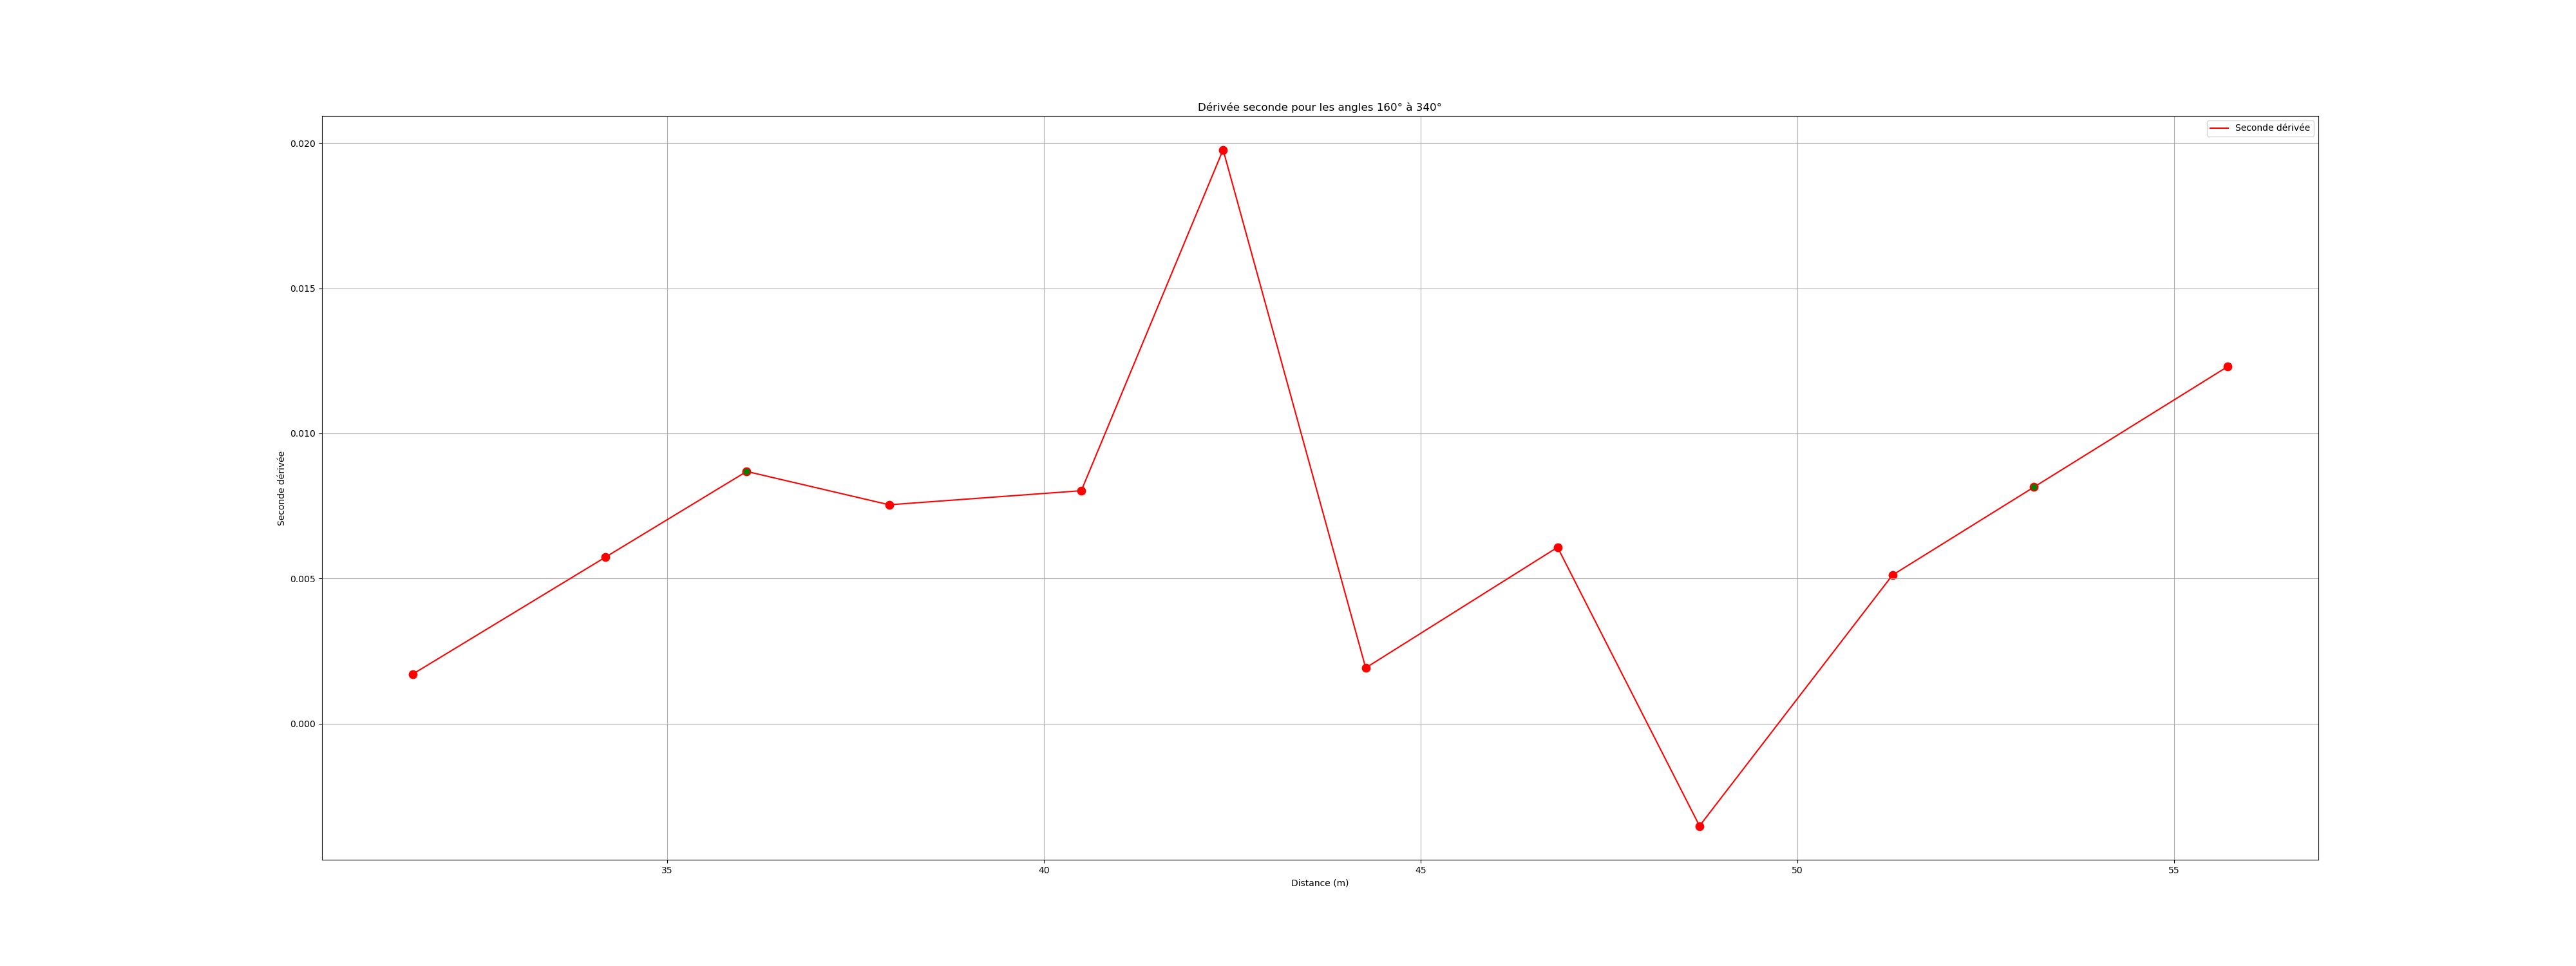 Dérivée seconde pour les angles 160° à 340°
Seconde dérivée
0.020
0.015
0.010
0.005
0.000
Seconde dérivée
35
40
45
50
55
Distance (m)